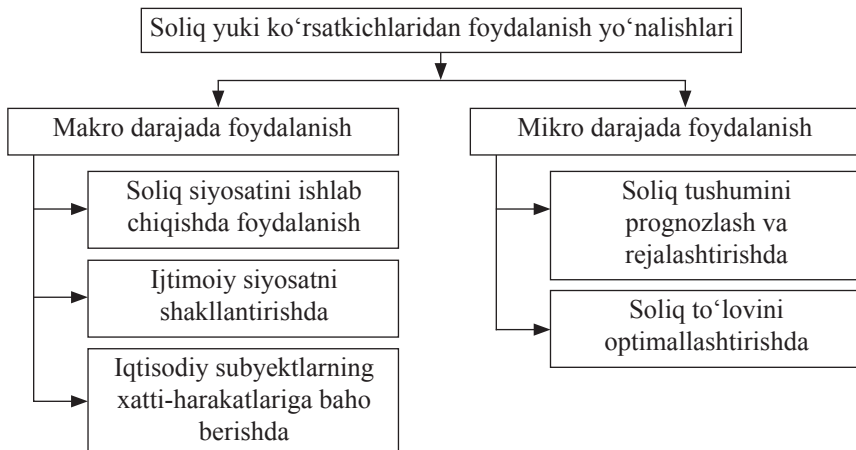 Soliq yuki ko‘rsatkichlaridan foydalanish yo‘nalishlari
Makro darajada foydalanish
Soliq siyosatini ishlab
chiqishda foydalanish
Ijtimoiy siyosatni
shakllantirishda
Iqtisodiy subyektlarning
xatti-harakatlariga baho
berishda
Mikro darajada foydalanish
Soliq tushumini
prognozlash va
rejalashtirishda
Soliq to‘lovini
optimallashtirishda